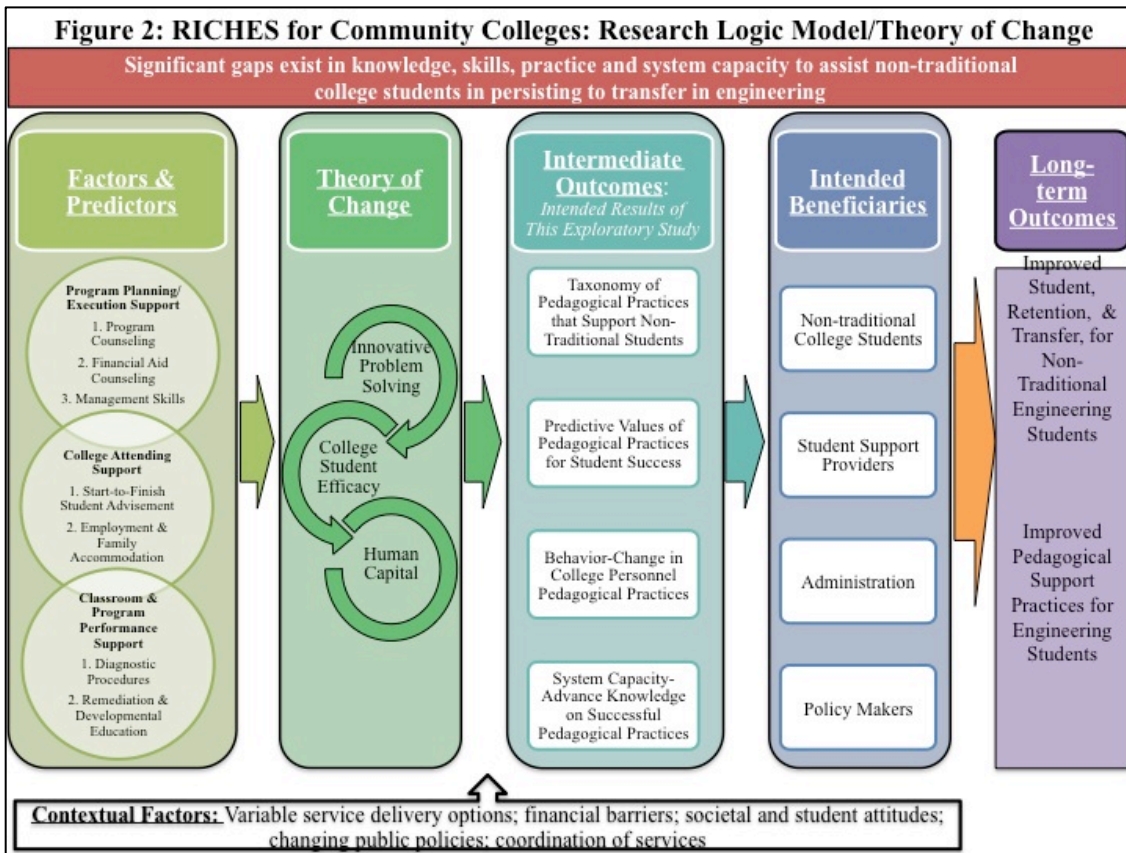 Figure 2: RICHES for Community Colleges: Research Logic Model/Theory of Change
Significant gaps exist in knowledge, skills, practice and system capacity to assist non-traditional
college students in persisting to transfer in engineering
Factors &
Predictors
Program Planning/
Execution Support
1. Program
Counseling
2. Financial Aid
Counseling
3. Management Skills
College Attending
Support
1. Start-to-Finish
Student Advisement
2. Employment &
Family
Accommodation
Classroom &
Program
Performance
Support
1. Diagnostic
Procedures
2. Remediation &
Developmental
Education
Theory of
Change
Innovative
Problem
Solving
College
Student
Efficacy
Human
Capital
Intermediate
Outcomes:
Intended Results of
This Exploratory Study
Taxonomy of
Pedagogical Practices
that Support Non-
Traditional Students
Predictive Values of
Pedagogical Practices
for Student Success
Behavior-Change in
College Personnel
Pedagogical Practices
System Capacity-
Advance Knowledge
on Successful
Pedagogical Practices
Intended
Beneficiaries
Non-traditional
College Students
Student Support
Providers
Administration
Policy Makers
Long-
term
Outcomes
Improved
Student,
Retention, &
Transfer, for
Non-
Traditional
Engineering
Students
Improved
Pedagogical
Support
Practices for
Engineering
Students
Contextual Factors: Variable service delivery options; financial barriers; societal and student attitudes;
changing public policies; coordination of services